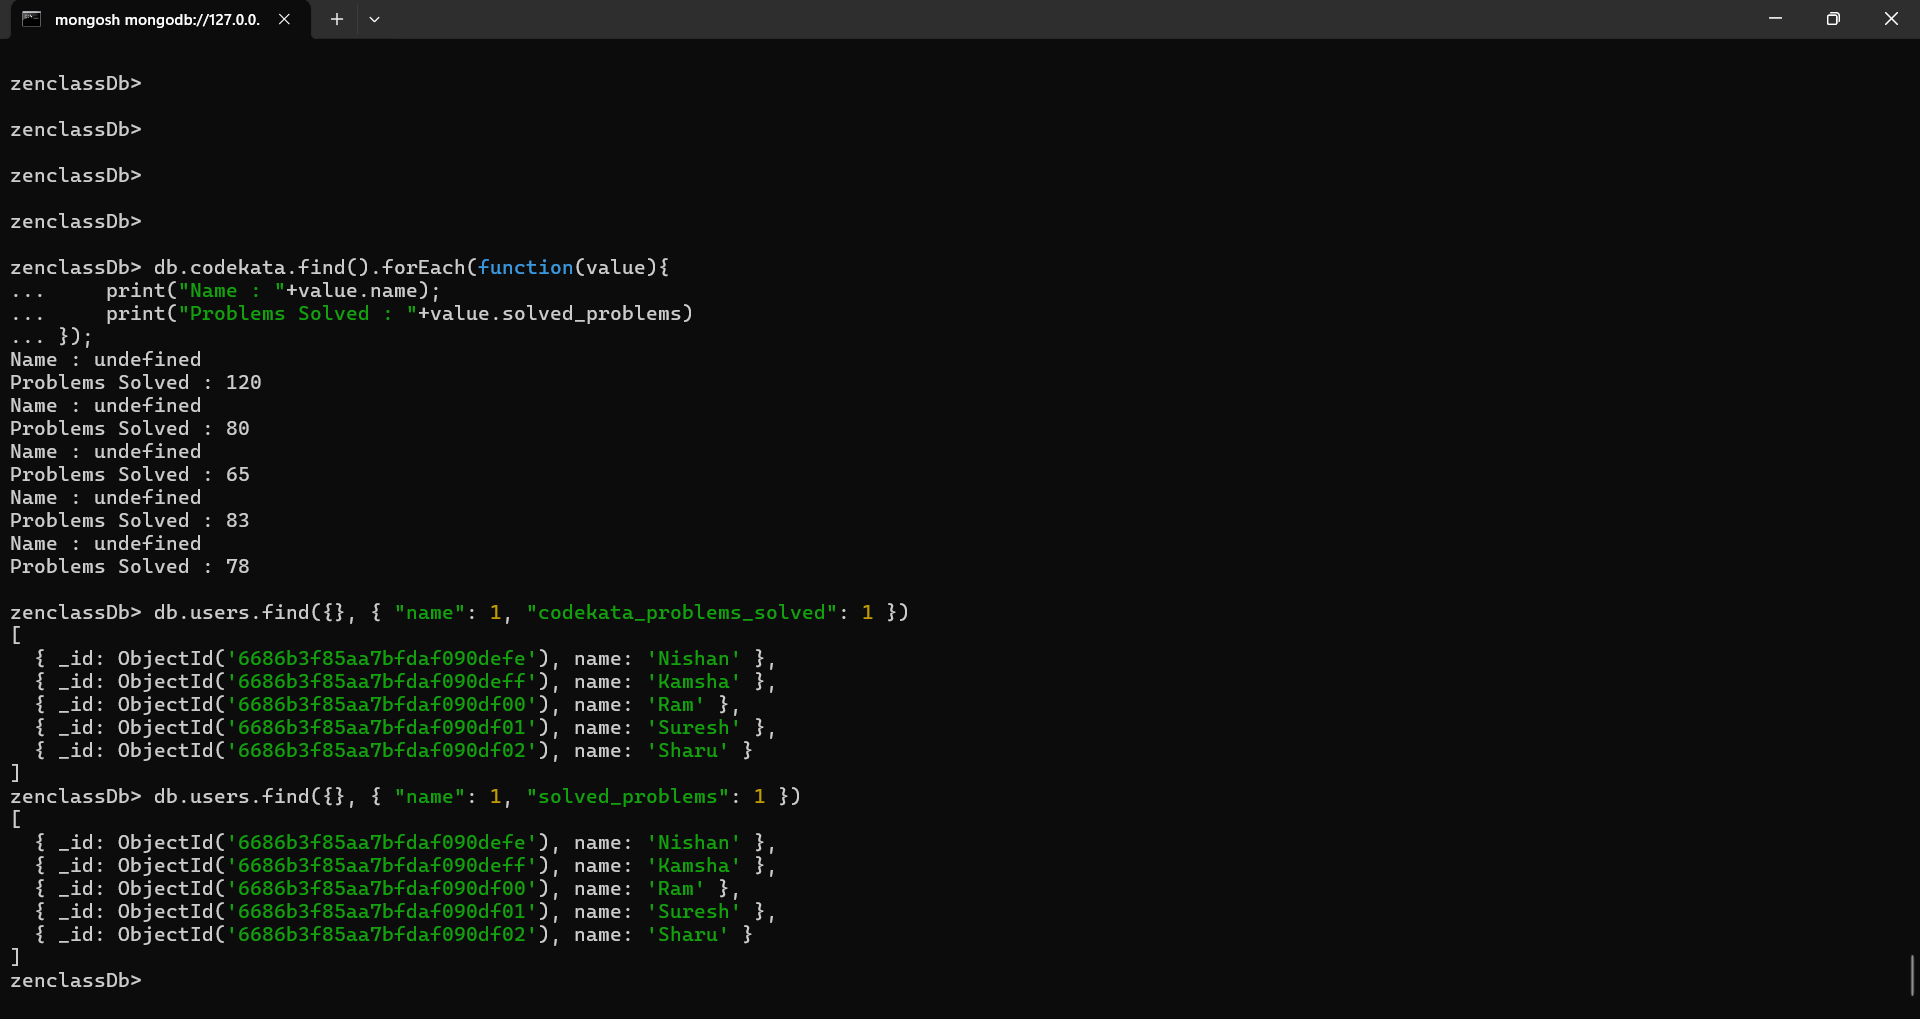 mongosh mongodb://127.0.0.
zenclassDb>
zenclassDb>
zenclassDb>
zenclassDb>
zenclassDb> db.codekata.find().forEach(function(value){
...     print("Name : "+value.name);
...     print("Problems Solved : "+value.solved_problems)
... });
Name : undefined
Problems Solved : 120
Name : undefined
Problems Solved : 80
Name : undefined
Problems Solved : 65
Name : undefined
Problems Solved : 83
Name : undefined
Problems Solved : 78
zenclassDb> db.users.find({}, { "name": 1, "codekata_problems_solved": 1 })
[
  { _id: ObjectId('6686b3f85aa7bfdaf090defe'), name: 'Nishan' },
  { _id: ObjectId('6686b3f85aa7bfdaf090deff'), name: 'Kamsha' },
  { _id: ObjectId('6686b3f85aa7bfdaf090df00'), name: 'Ram' },
  { _id: ObjectId('6686b3f85aa7bfdaf090df01'), name: 'Suresh' },
  { _id: ObjectId('6686b3f85aa7bfdaf090df02'), name: 'Sharu' }
]
zenclassDb> db.users.find({}, { "name": 1, "solved_problems": 1 })
[
  { _id: ObjectId('6686b3f85aa7bfdaf090defe'), name: 'Nishan' },
  { _id: ObjectId('6686b3f85aa7bfdaf090deff'), name: 'Kamsha' },
  { _id: ObjectId('6686b3f85aa7bfdaf090df00'), name: 'Ram' },
  { _id: ObjectId('6686b3f85aa7bfdaf090df01'), name: 'Suresh' },
  { _id: ObjectId('6686b3f85aa7bfdaf090df02'), name: 'Sharu' }
]
zenclassDb>